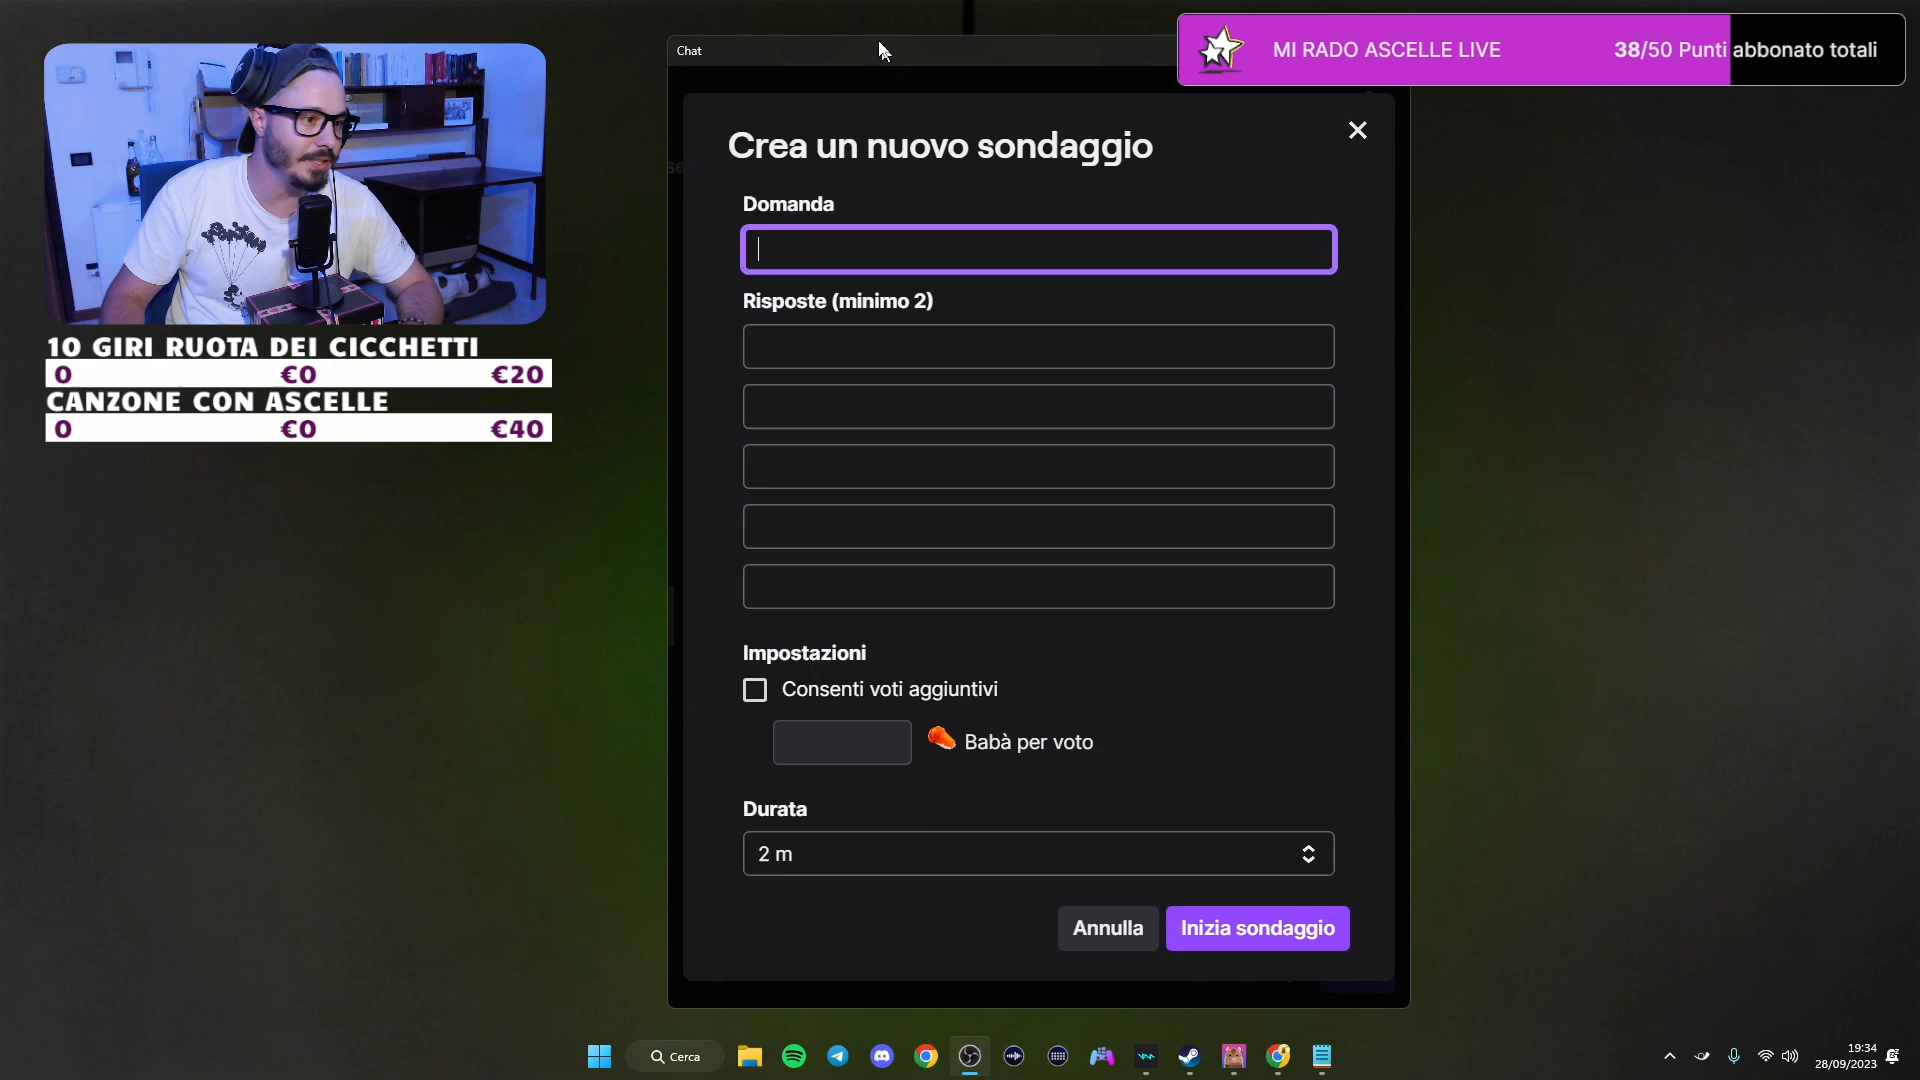 Chat
MI RADO ASCELLE LIVE
38/50 Punti abbonato totali
Crea un nuovo sondaggio
Domanda
Risposte (minimo 2)
10 GIRI RUOTA DEI CICCHETTI
0 €0 €20
CANZONE CON ASCELLE
0 €0 €40
Impostazioni
Consenti voti aggiuntivi
Babà per voto
Durata
2 m
Annulla
Inizia sondaggio
Cerca
19:34
28/09/2023